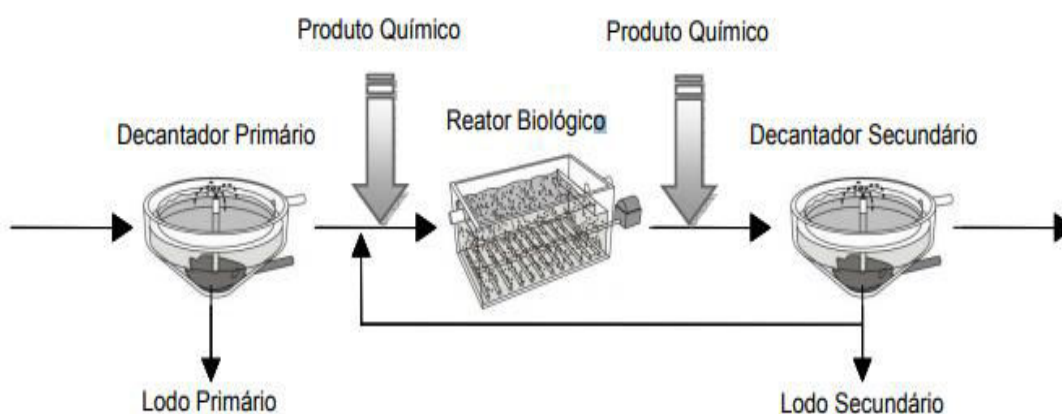 Produto Químico
Produto Químico
Decantador Primário
Reator Biológico
Decantador Secundário
Lodo Primário
Lodo Secundário